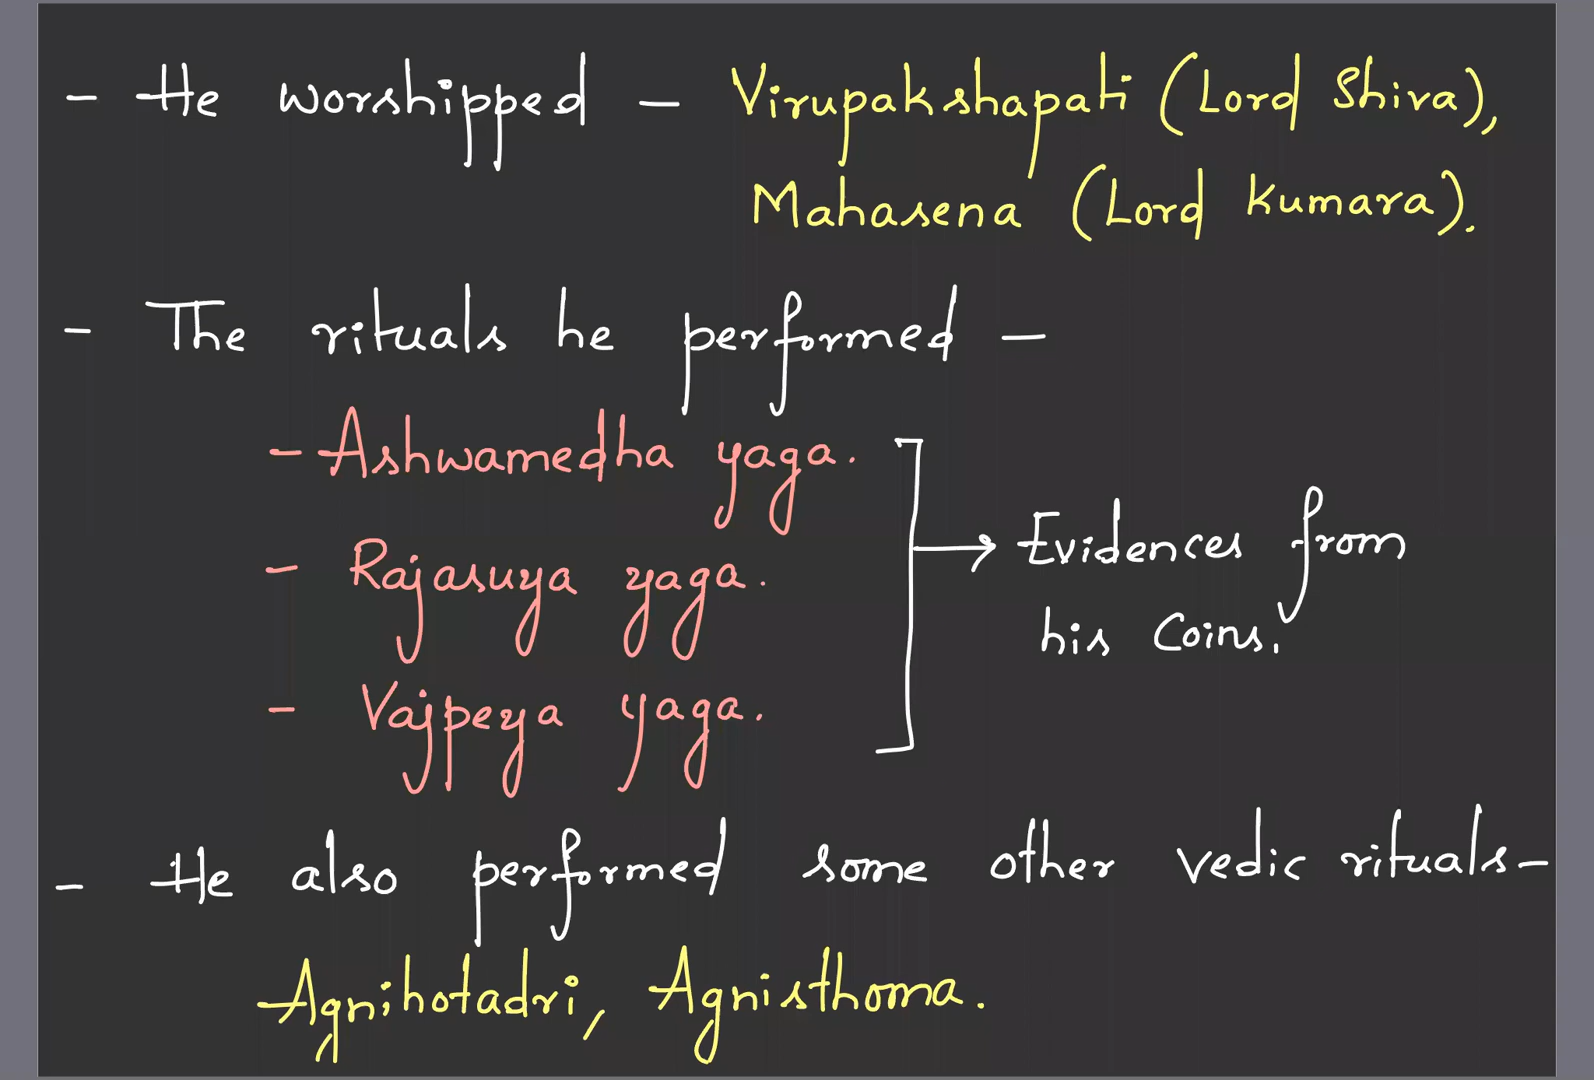 - He worshipped - Virupakshapati (Lord Shiva),
Mahasena (Lord Kumara).
- The rituals he performed -
- Ashwamedha yaga.
- Rajasuya yaga.
- Vajpeya yaga.
→ Evidences from
his Coins.
- He also performed some other vedic rituals-
Agnihotadri, Agnisthoma.